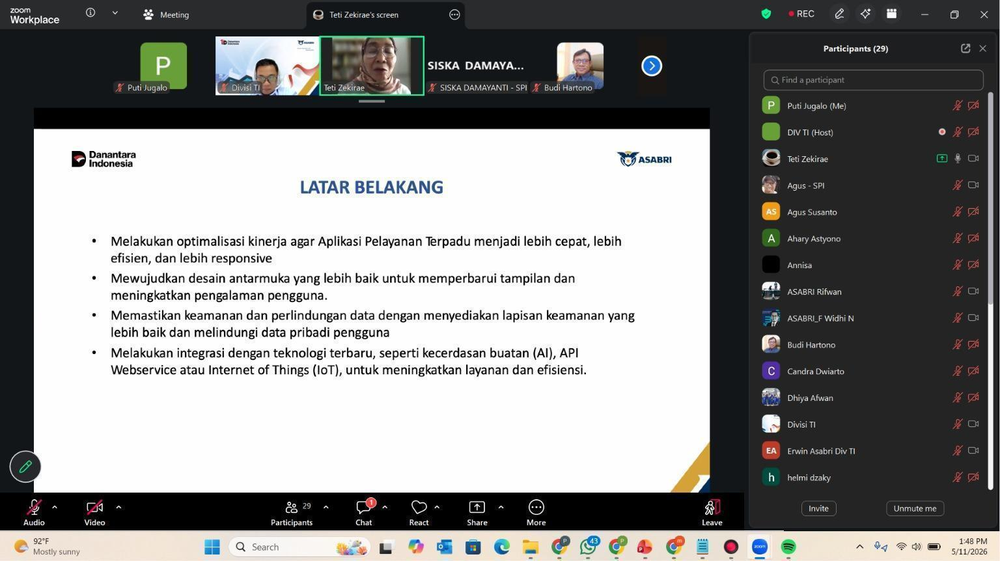 zoom
Workplace
Meeting
Teti Zekirae's screen
REC
P
Puti Jugalo
Danantara
Indonesia
ASABRI
Divisi TI
Teti Zekirae
SISKA DAMAYA...
SISKA DAMAYANTI - SPI
Budi Hartono
Danantara
Indonesia
ASABRI
LATAR BELAKANG
• Melakukan optimalisasi kinerja agar Aplikasi Pelayanan Terpadu menjadi lebih cepat, lebih
efisien, dan lebih responsive
• Mewujudkan desain antarmuka yang lebih baik untuk memperbarui tampilan dan
meningkatkan pengalaman pengguna.
• Memastikan keamanan dan perlindungan data dengan menyediakan lapisan keamanan yang
lebih baik dan melindungi data pribadi pengguna
• Melakukan integrasi dengan teknologi terbaru, seperti kecerdasan buatan (AI), API
Webservice atau Internet of Things (IoT), untuk meningkatkan layanan dan efisiensi.
Participants (29)
Find a participant
P Puti Jugalo (Me)
DIV TI (Host)
Teti Zekirae
Agus - SPI
AS Agus Susanto
A Ahary Astyono
Annisa
ASABRI Rifwan
ASABRI_F Widhi N
Budi Hartono
C Candra Dwiarto
Dhiya Afwan
Divisi TI
EA Erwin Asabri Div TI
h helmi dzaky
Invite
Unmute me
Audio
Video
29
Participants
1
Chat
React
Share
More
Leave
92°F
Mostly sunny
Search
P
43
P
P
m
zoom
1:48 PM
5/11/2026